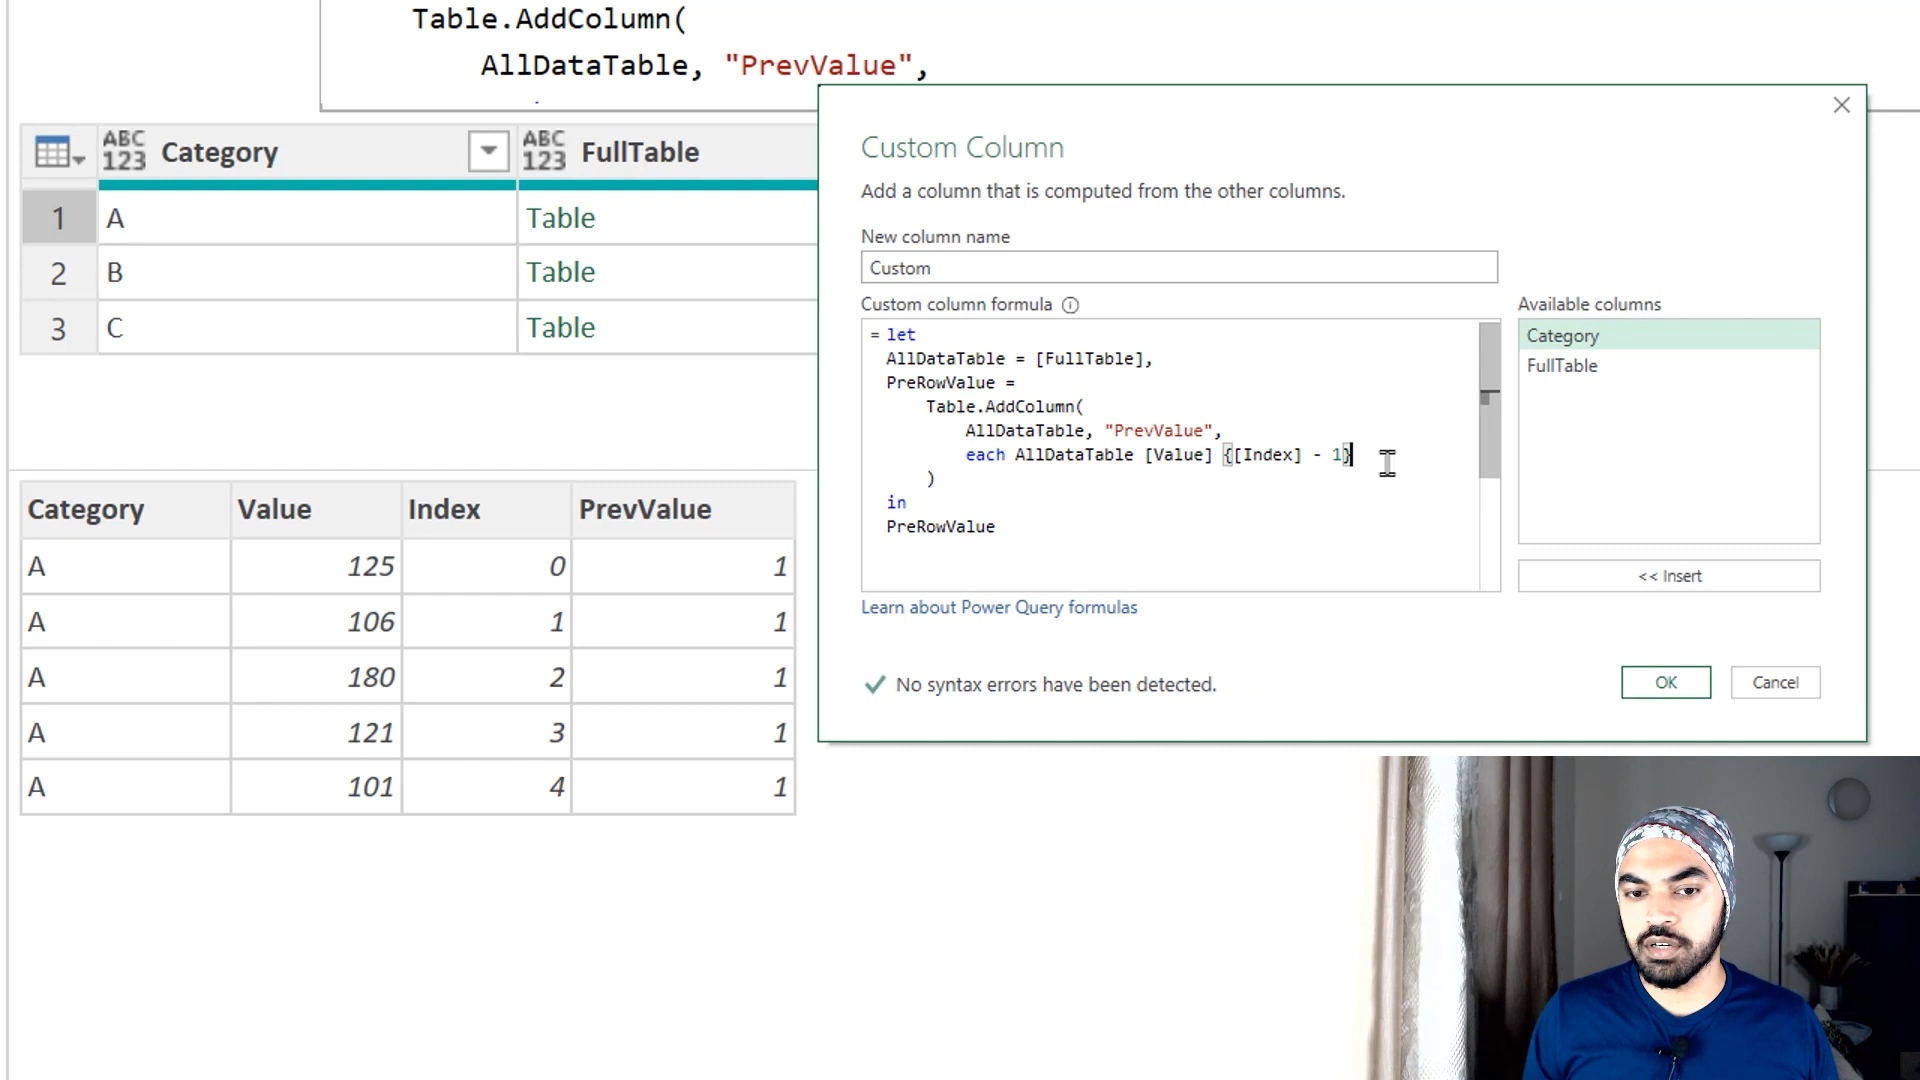 Table.AddColumn(
AllDataTable, "PrevValue",
ABC 123 Category ABC 123 FullTable
1 A Table
2 B Table
3 C Table
Category Value Index PrevValue
A 125 0 1
A 106 1 1
A 180 2 1
A 121 3 1
A 101 4 1
Custom Column
Add a column that is computed from the other columns.
New column name
Custom
Custom column formula
= let
AllDataTable = [FullTable],
PreRowValue =
Table.AddColumn(
AllDataTable, "PrevValue",
each AllDataTable [Value] {[Index] - 1}
)
in
PreRowValue
Available columns
Category
FullTable
<< Insert
Learn about Power Query formulas
No syntax errors have been detected.
OK
Cancel